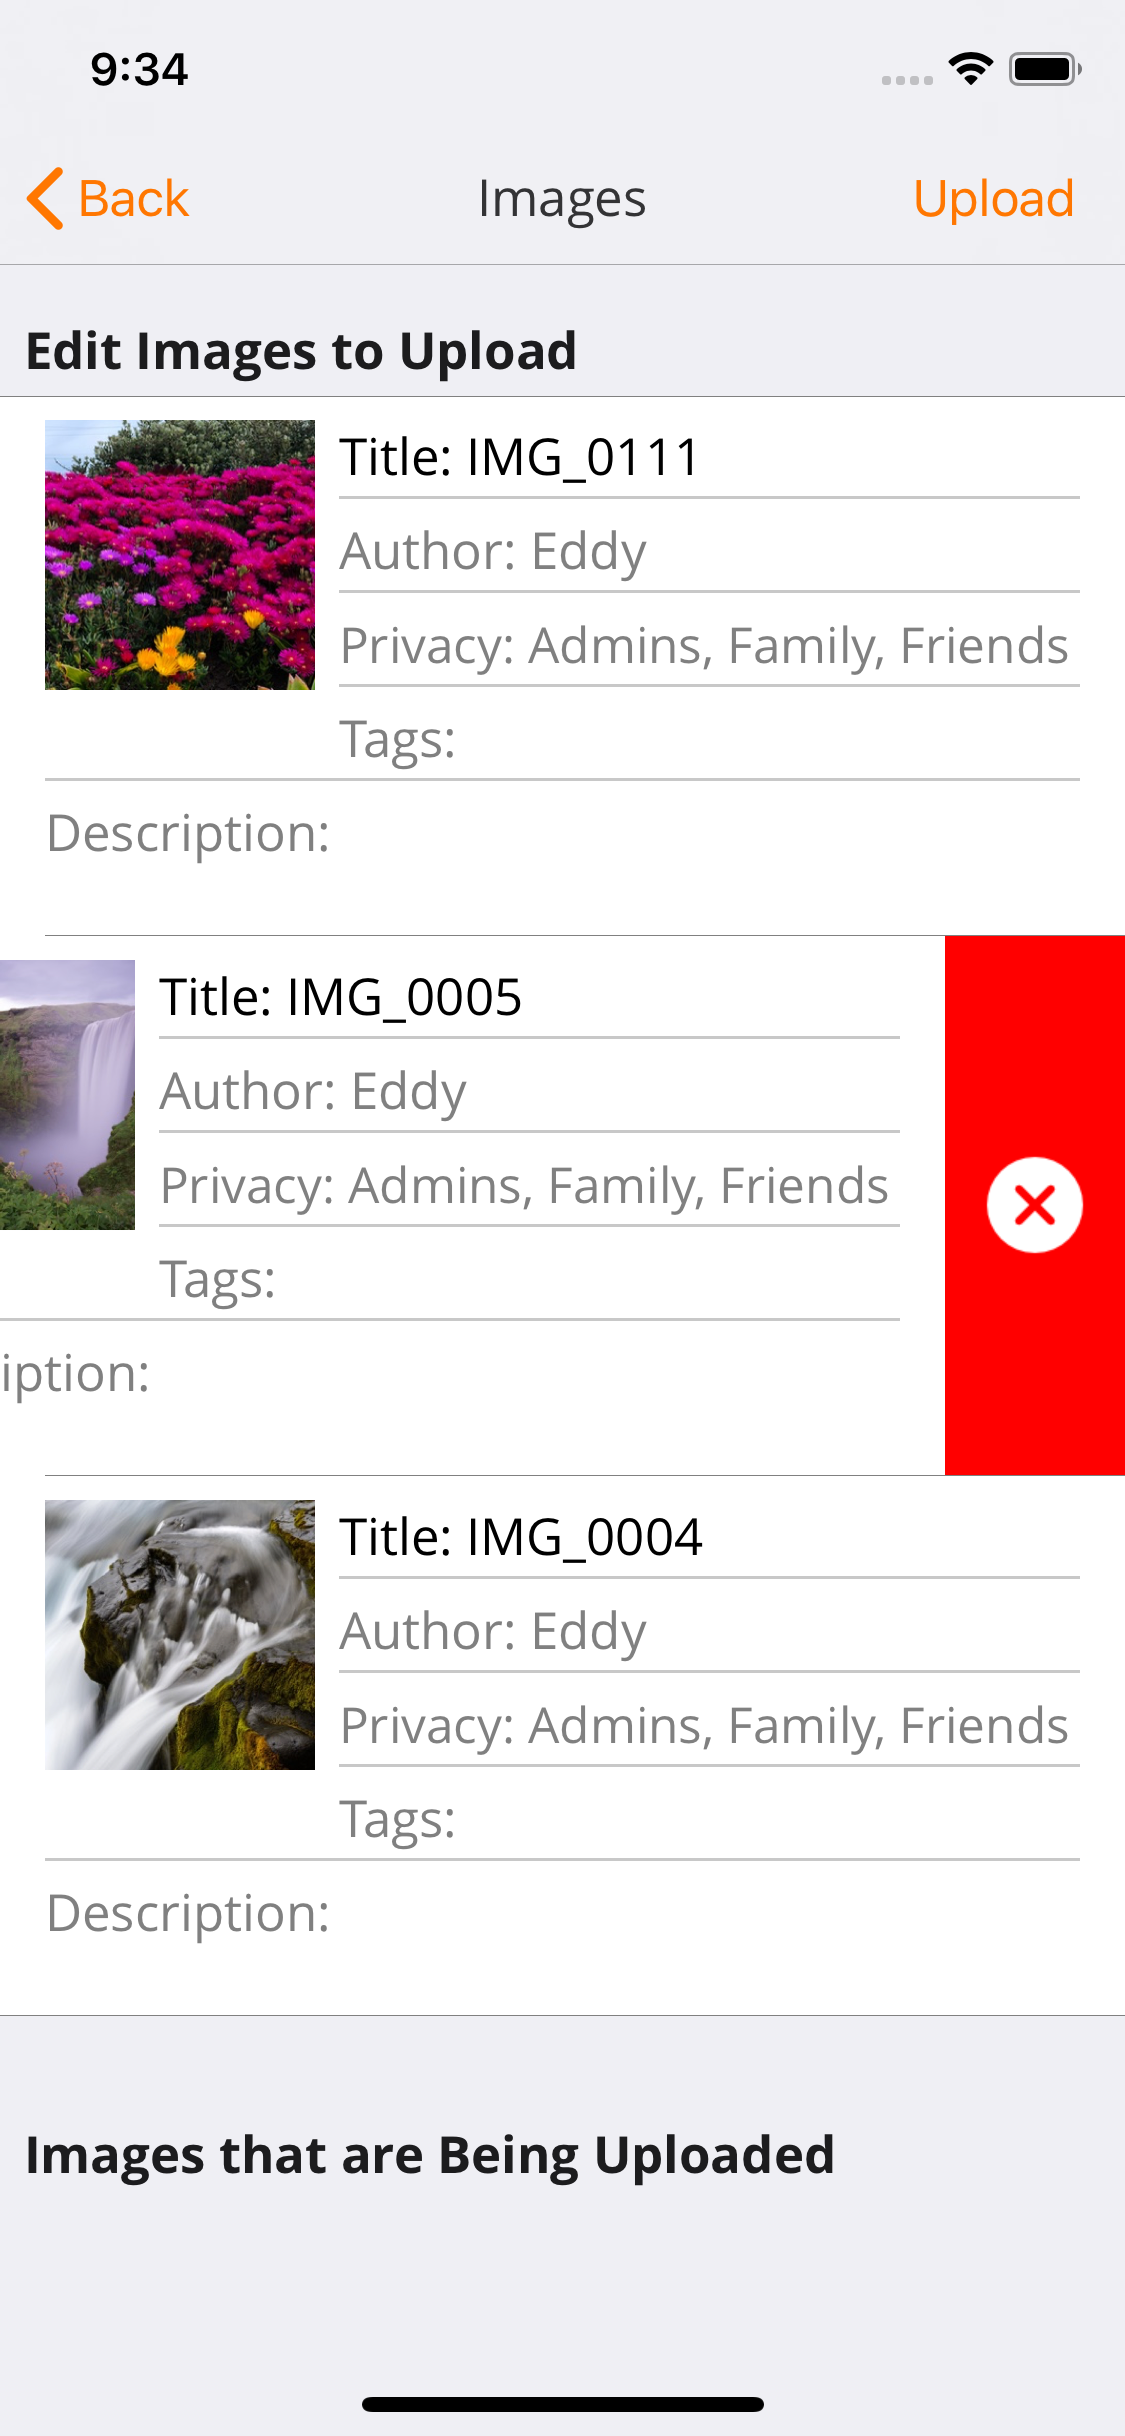 9:34
Back
Images
Upload
Edit Images to Upload
Title: IMG_0111
Author: Eddy
Privacy: Admins, Family, Friends
Tags:
Description:
Title: IMG_0005
Author: Eddy
Privacy: Admins, Family, Friends
Tags:
iption:
Title: IMG_0004
Author: Eddy
Privacy: Admins, Family, Friends
Tags:
Description:
Images that are Being Uploaded